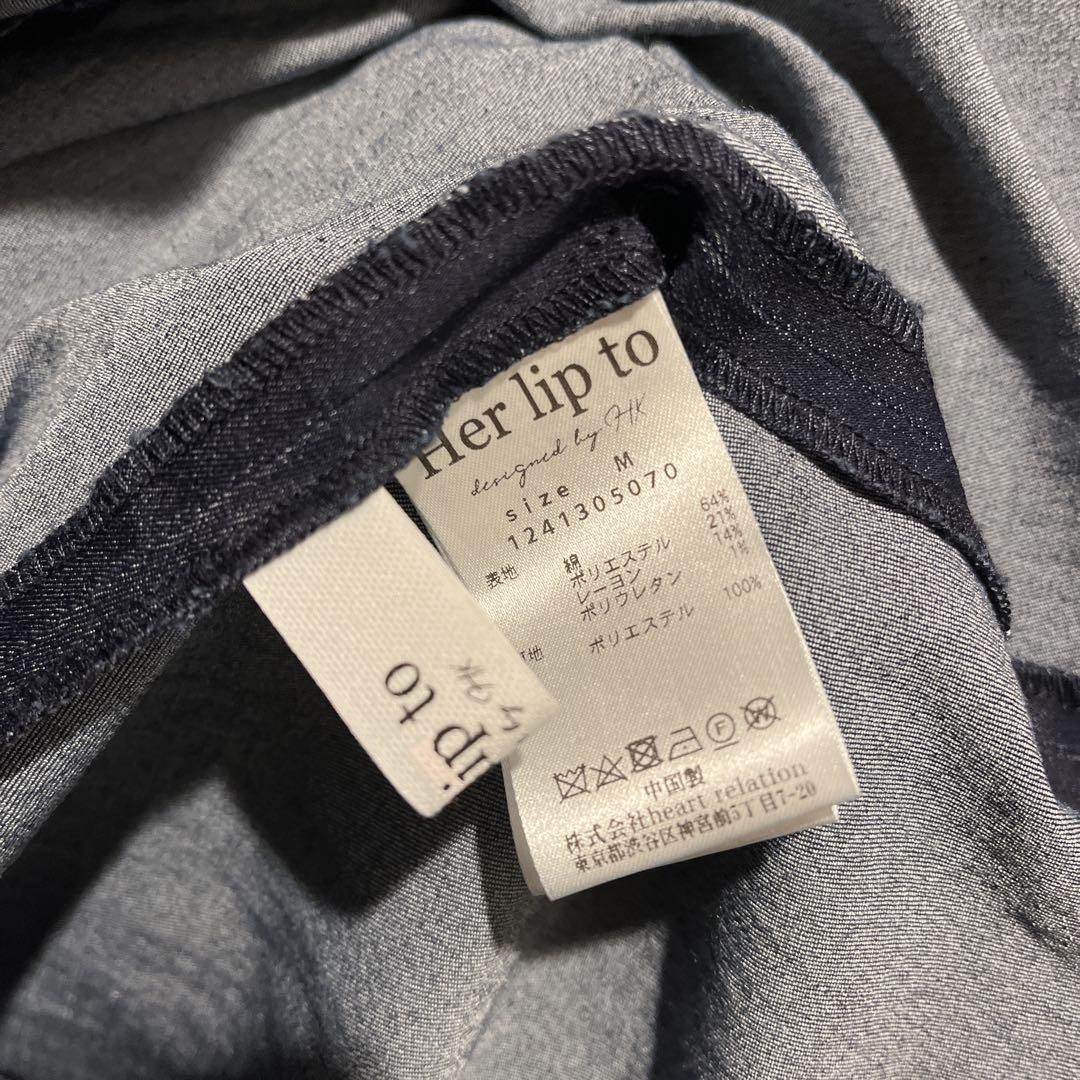 Her lip to
designed by HK
size M
1241305070
表地 綿 64%
ポリエステル 21%
レーヨン 14%
ポリウレタン 1%
ポリエステル 100%
中国製
株式会社heart relation
東京都渋谷区神宮前5丁目7-20
lip to
by HK